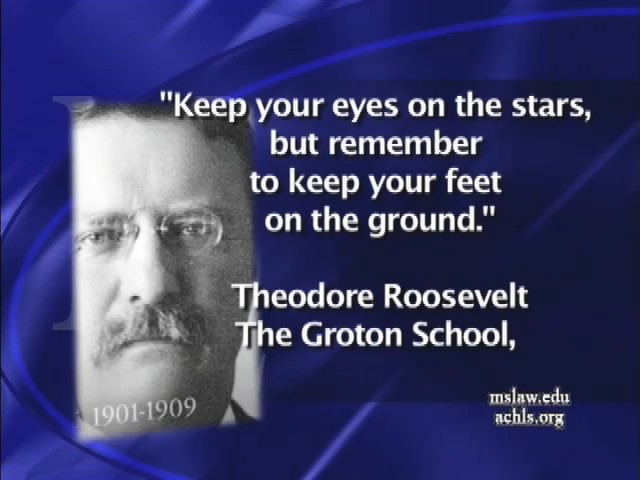 "Keep your eyes on the stars,
but remember
to keep your feet
on the ground."
Theodore Roosevelt
The Groton School,
1901-1909
mslaw.edu
achls.org